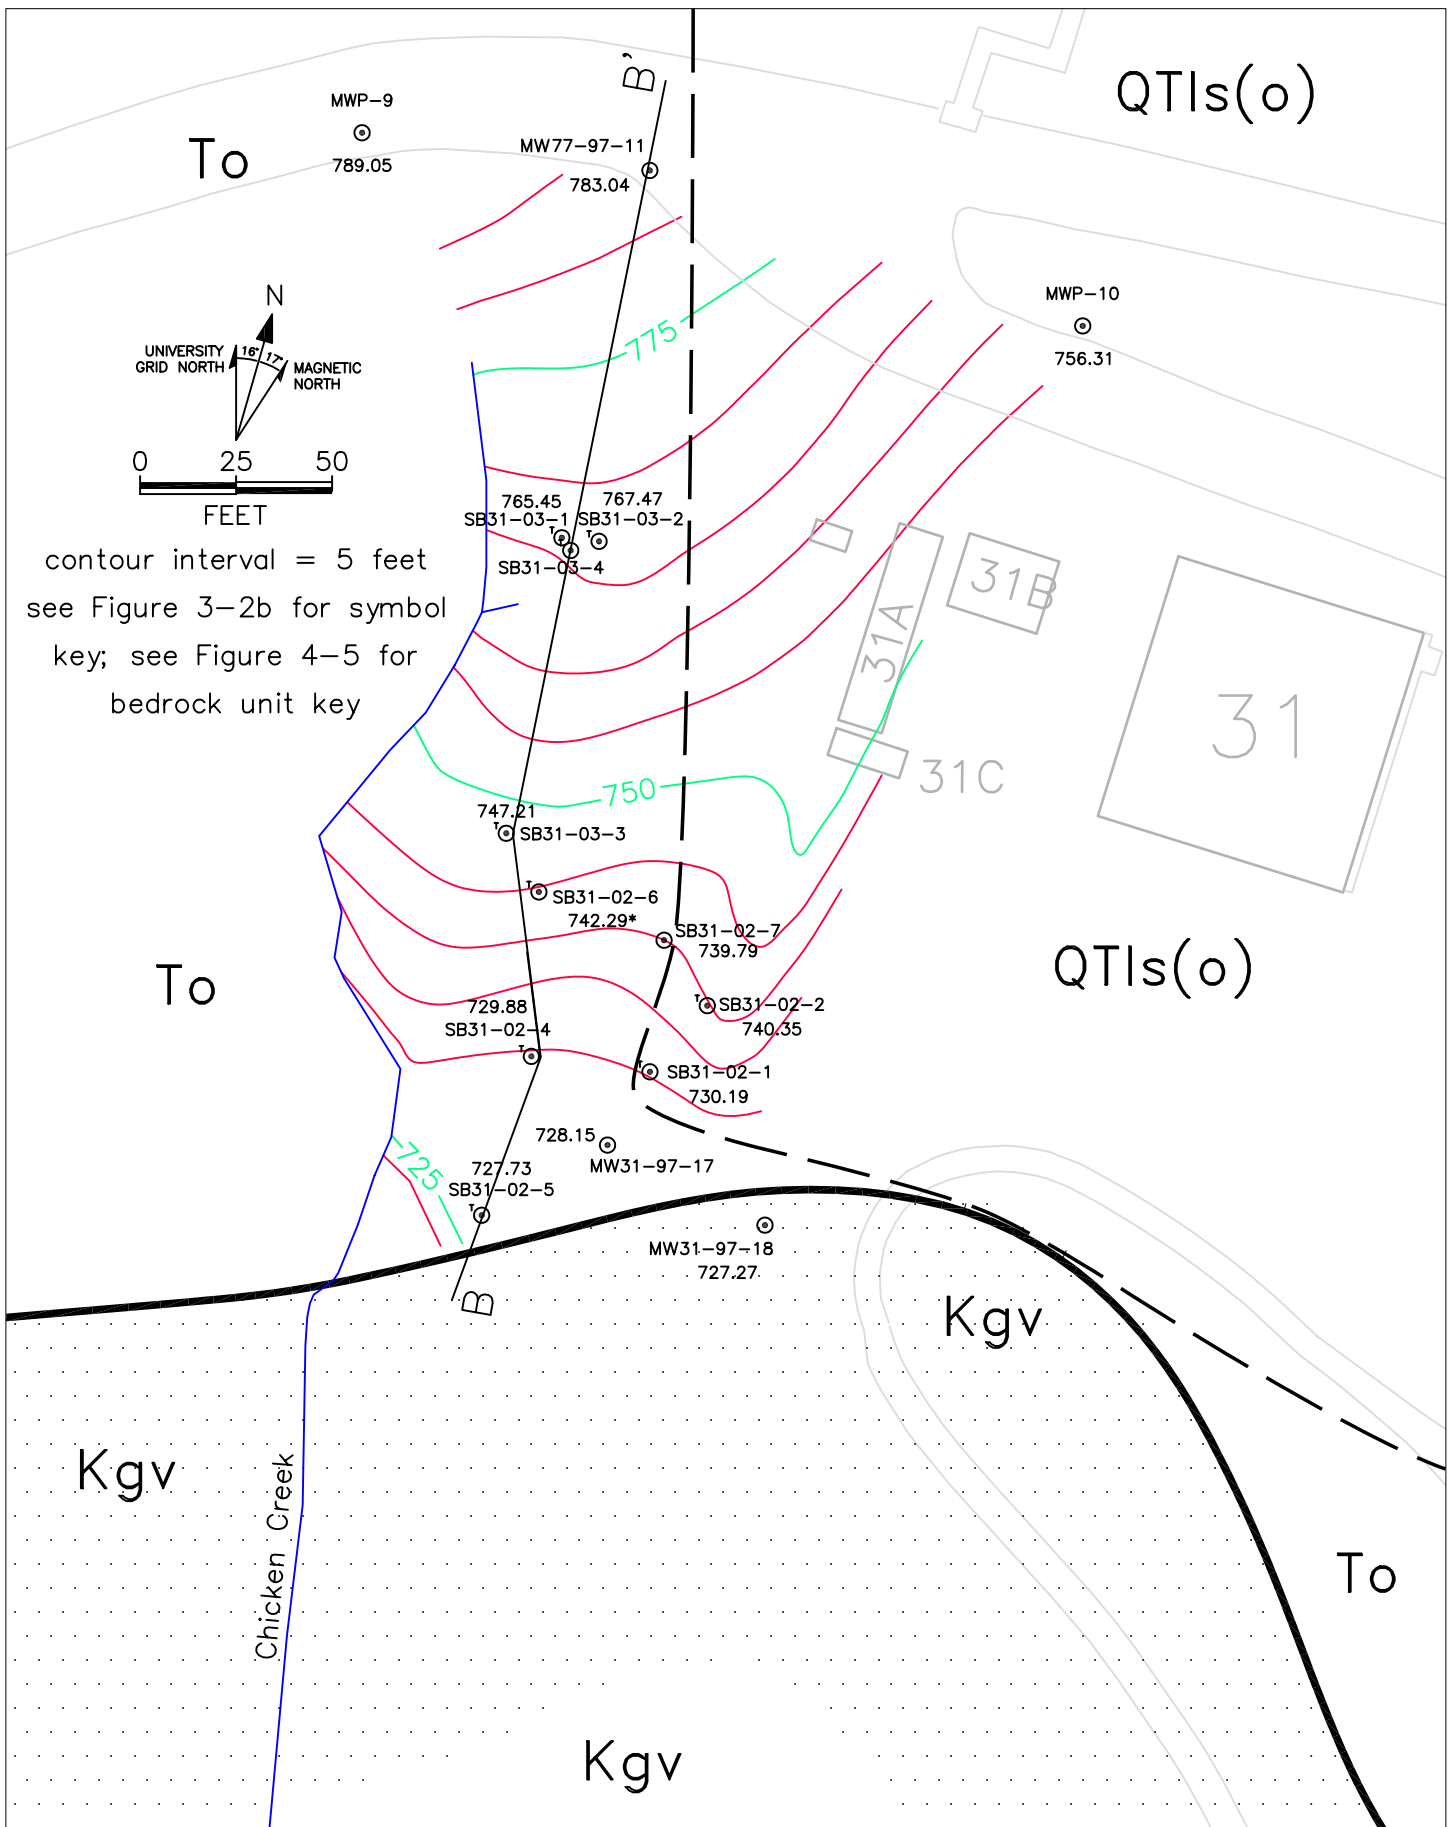 B'
QTls(o)
MWP-9
To
789.05
MW77-97-11
783.04
N
UNIVERSITY
GRID NORTH
16°
17°
MAGNETIC
NORTH
0 25 50
FEET
775
MWP-10
756.31
765.45
767.47
SB31-03-1
SB31-03-2
SB31-03-4
T
T
T
contour interval = 5 feet
see Figure 3-2b for symbol
key; see Figure 4-5 for
bedrock unit key
31A
31B
31
31C
750
747.21
T
SB31-03-3
T
SB31-02-6
742.29*
SB31-02-7
739.79
QTls(o)
To
729.88
SB31-02-4
T
T
SB31-02-2
740.35
T
SB31-02-1
730.19
728.15
MW31-97-17
725
727.73
SB31-02-5
T
MW31-97-18
727.27
B
Kgv
Kgv
Chicken Creek
To
Kgv